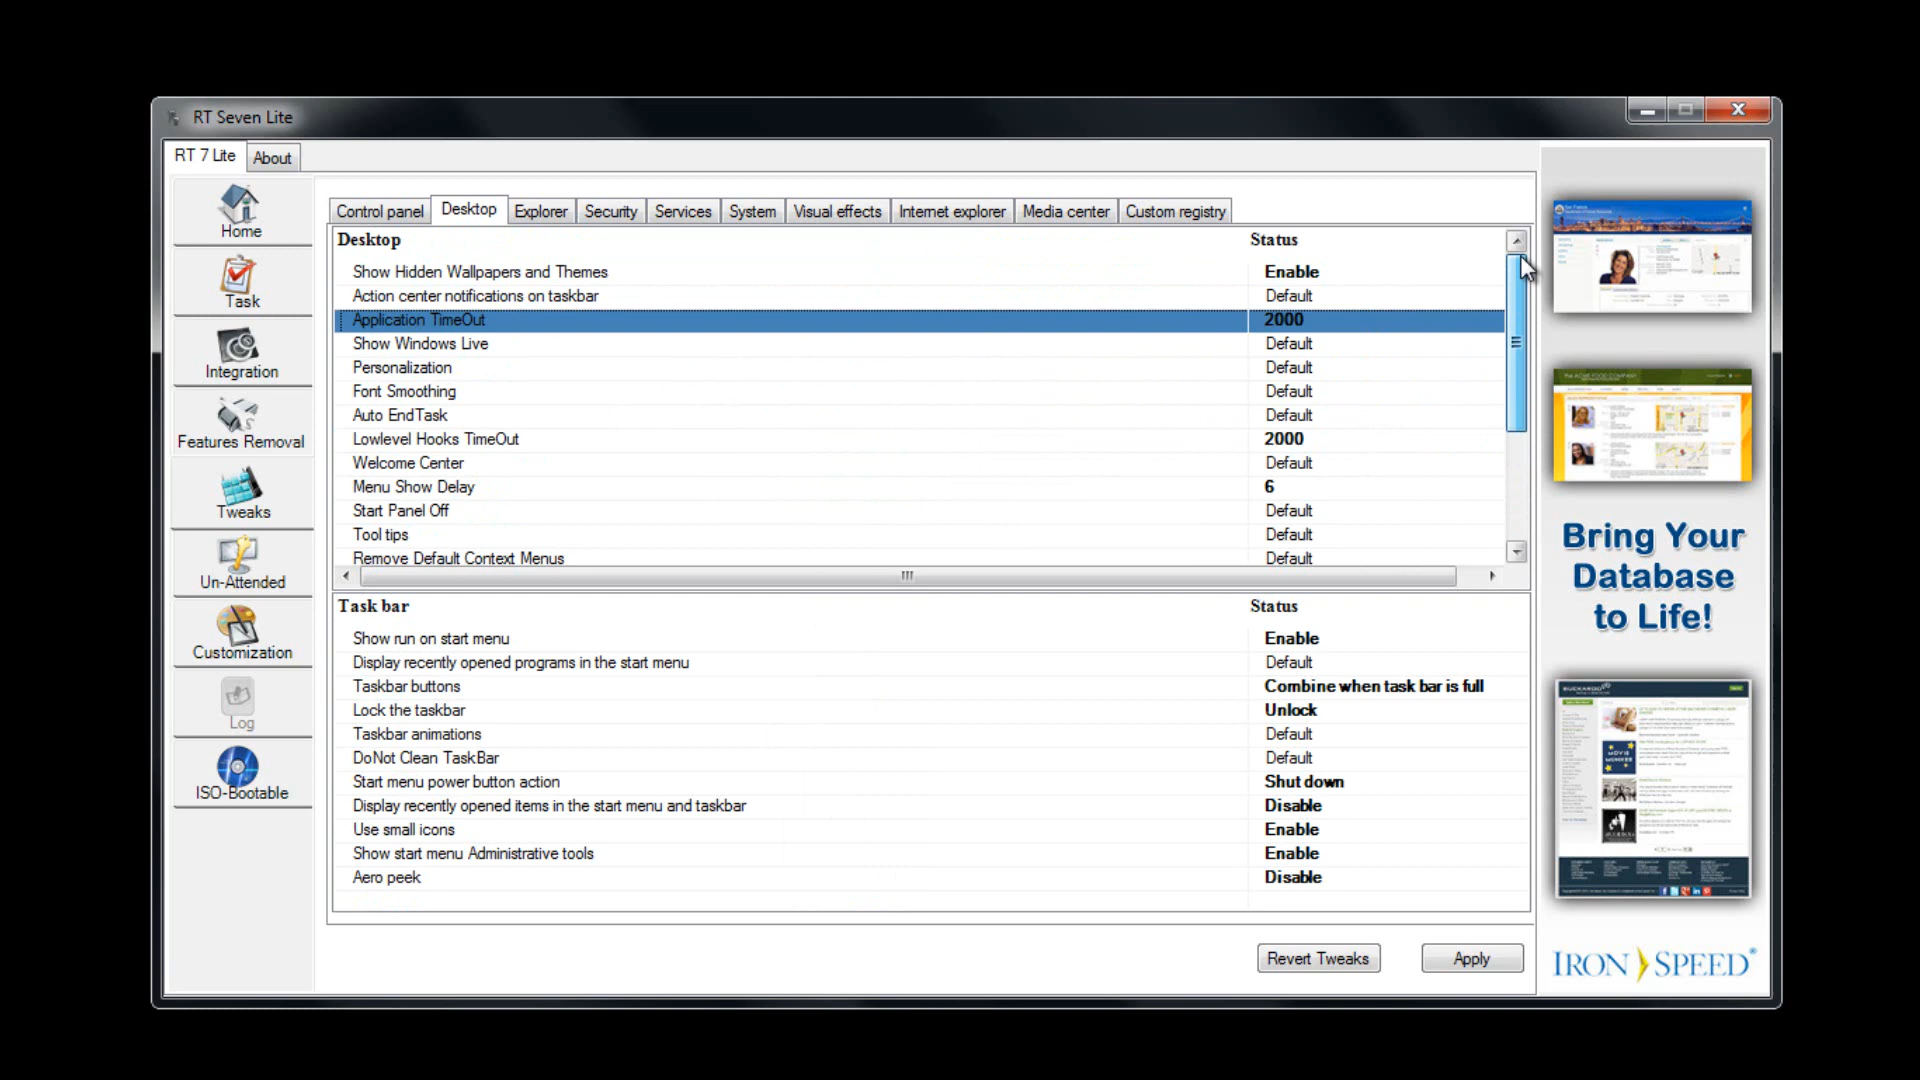 RT Seven Lite
RT 7 Lite
About
Home
Task
Integration
Features Removal
Tweaks
Un-Attended
Customization
Log
ISO-Bootable
Control panel
Desktop
Explorer
Security
Services
System
Visual effects
Internet explorer
Media center
Custom registry
Desktop Status
Show Hidden Wallpapers and Themes Enable
Action center notifications on taskbar Default
Application TimeOut 2000
Show Windows Live Default
Personalization Default
Font Smoothing Default
Auto EndTask Default
Lowlevel Hooks TimeOut 2000
Welcome Center Default
Menu Show Delay 6
Start Panel Off Default
Tool tips Default
Remove Default Context Menus Default
Task bar Status
Show run on start menu Enable
Display recently opened programs in the start menu Default
Taskbar buttons Combine when task bar is full
Lock the taskbar Unlock
Taskbar animations Default
DoNot Clean TaskBar Default
Start menu power button action Shut down
Display recently opened items in the start menu and taskbar Disable
Use small icons Enable
Show start menu Administrative tools Enable
Aero peek Disable
Revert Tweaks
Apply
Bring Your
Database
to Life!
IRON SPEED®